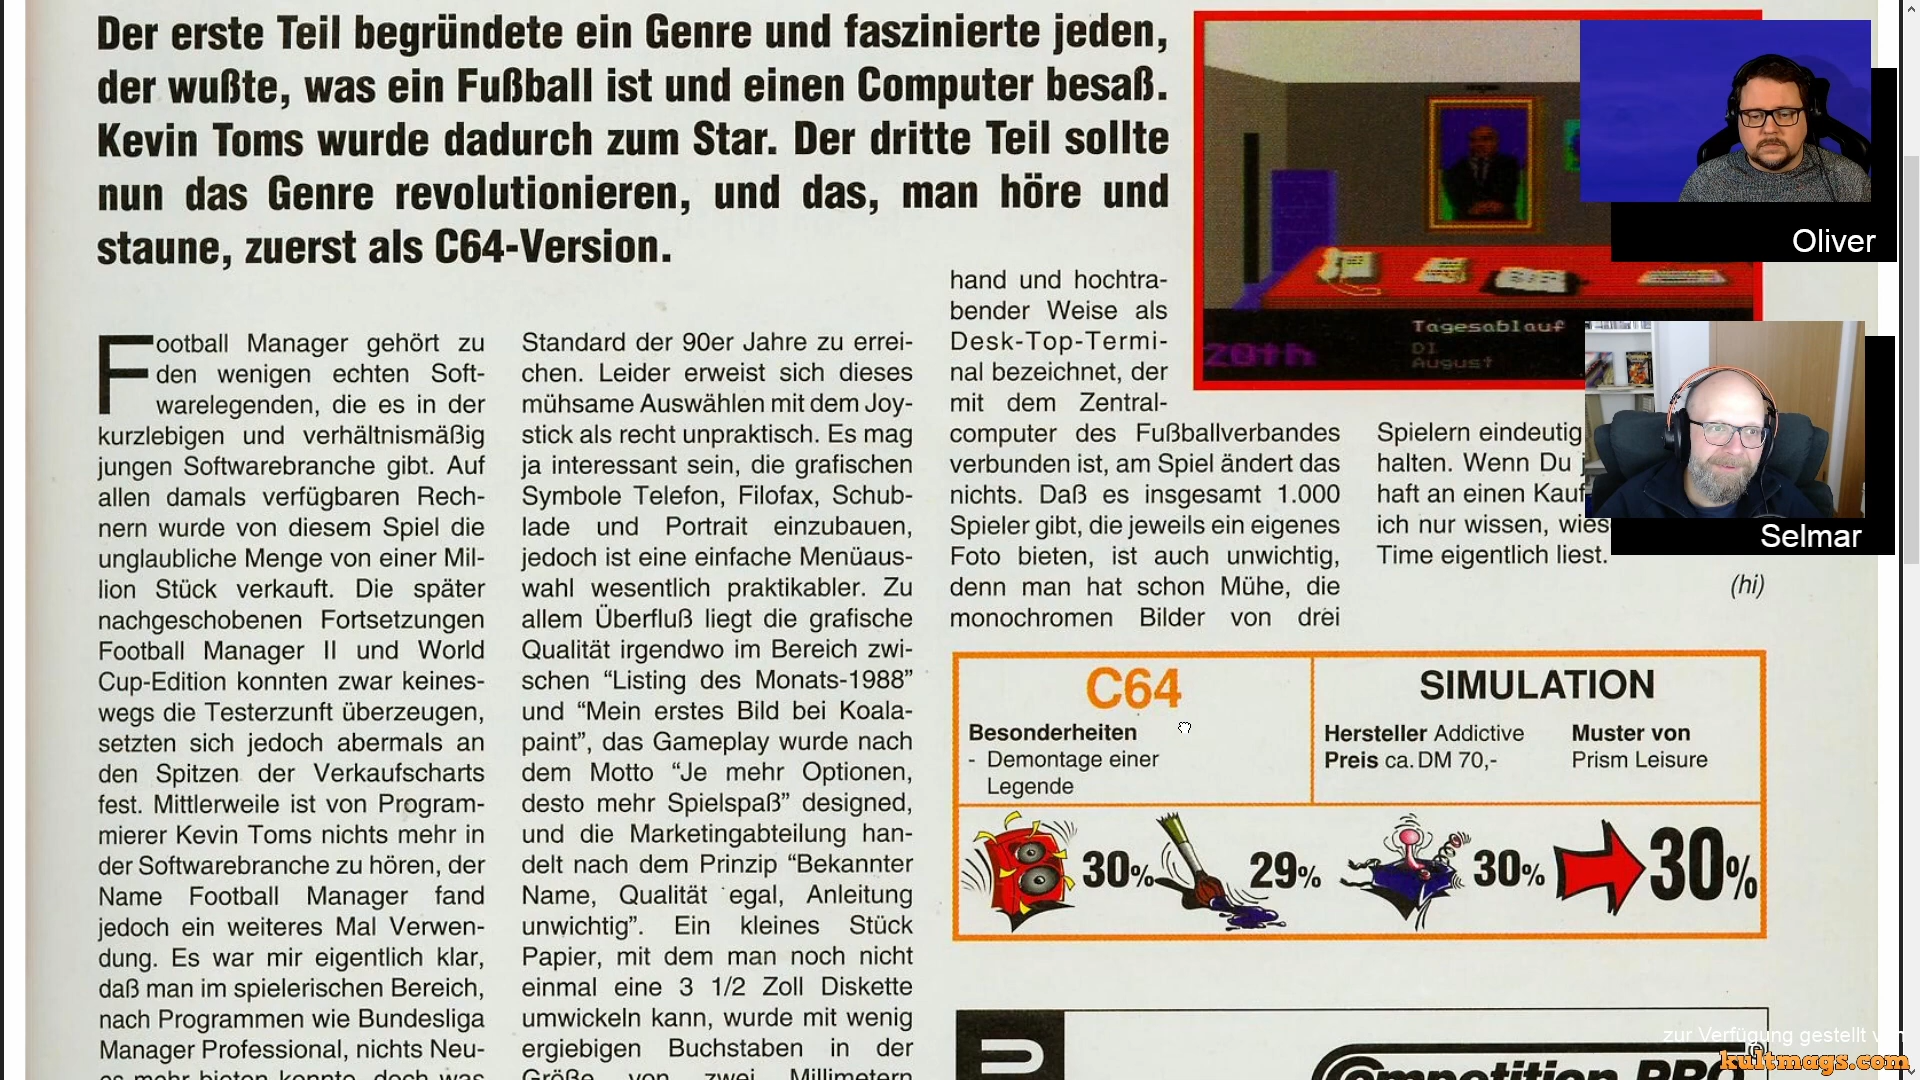 Der erste Teil begründete ein Genre und faszinierte jeden,
der wußte, was ein Fußball ist und einen Computer besaß.
Kevin Toms wurde dadurch zum Star. Der dritte Teil sollte
nun das Genre revolutionieren, und das, man höre und
staune, zuerst als C64-Version.
Football Manager gehört zu
den wenigen echten Soft-
warelegenden, die es in der
kurzlebigen und verhältnismäßig
jungen Softwarebranche gibt. Auf
allen damals verfügbaren Rech-
nern wurde von diesem Spiel die
unglaubliche Menge von einer Mil-
lion Stück verkauft. Die später
nachgeschobenen Fortsetzungen
Football Manager II und World
Cup-Edition konnten zwar keines-
wegs die Testerzunft überzeugen,
setzten sich jedoch abermals an
den Spitzen der Verkaufscharts
fest. Mittlerweile ist von Program-
mierer Kevin Toms nichts mehr in
der Softwarebranche zu hören, der
Name Football Manager fand
jedoch ein weiteres Mal Verwen-
dung. Es war mir eigentlich klar,
daß man im spielerischen Bereich,
nach Programmen wie Bundesliga
Manager Professional, nichts Neu-
es mehr bieten konnte, doch was
Standard der 90er Jahre zu errei-
chen. Leider erweist sich dieses
mühsame Auswählen mit dem Joy-
stick als recht unpraktisch. Es mag
ja interessant sein, die grafischen
Symbole Telefon, Filofax, Schub-
lade und Portrait einzubauen,
jedoch ist eine einfache Menüaus-
wahl wesentlich praktikabler. Zu
allem Überfluß liegt die grafische
Qualität irgendwo im Bereich zwi-
schen “Listing des Monats-1988”
und “Mein erstes Bild bei Koala-
paint”, das Gameplay wurde nach
dem Motto “Je mehr Optionen,
desto mehr Spielspaß” designed,
und die Marketingabteilung han-
delt nach dem Prinzip “Bekannter
Name, Qualität egal, Anleitung
unwichtig”. Ein kleines Stück
Papier, mit dem man noch nicht
einmal eine 3 1/2 Zoll Diskette
umwickeln kann, wurde mit wenig
ergiebigen Buchstaben in der
Größe von zwei Millimetern
hand und hochtra-
bender Weise als
Desk-Top-Termi-
nal bezeichnet, der
mit dem Zentral-
computer des Fußballverbandes
verbunden ist, am Spiel ändert das
nichts. Daß es insgesamt 1.000
Spieler gibt, die jeweils ein eigenes
Foto bieten, ist auch unwichtig,
denn man hat schon Mühe, die
monochromen Bilder von drei
Tagesablauf
20th
DI
August
Spielern eindeutig
halten. Wenn Du
haft an einen Kauf
ich nur wissen, wies
Time eigentlich liest.
(hi)
Oliver
Selmar
C64
Besonderheiten
- Demontage einer
Legende
SIMULATION
Hersteller Addictive
Preis ca. DM 70,-
Muster von
Prism Leisure
30% 29% 30% 30%
Competition PRO
zur Verfügung gestellt von
kultmags.com